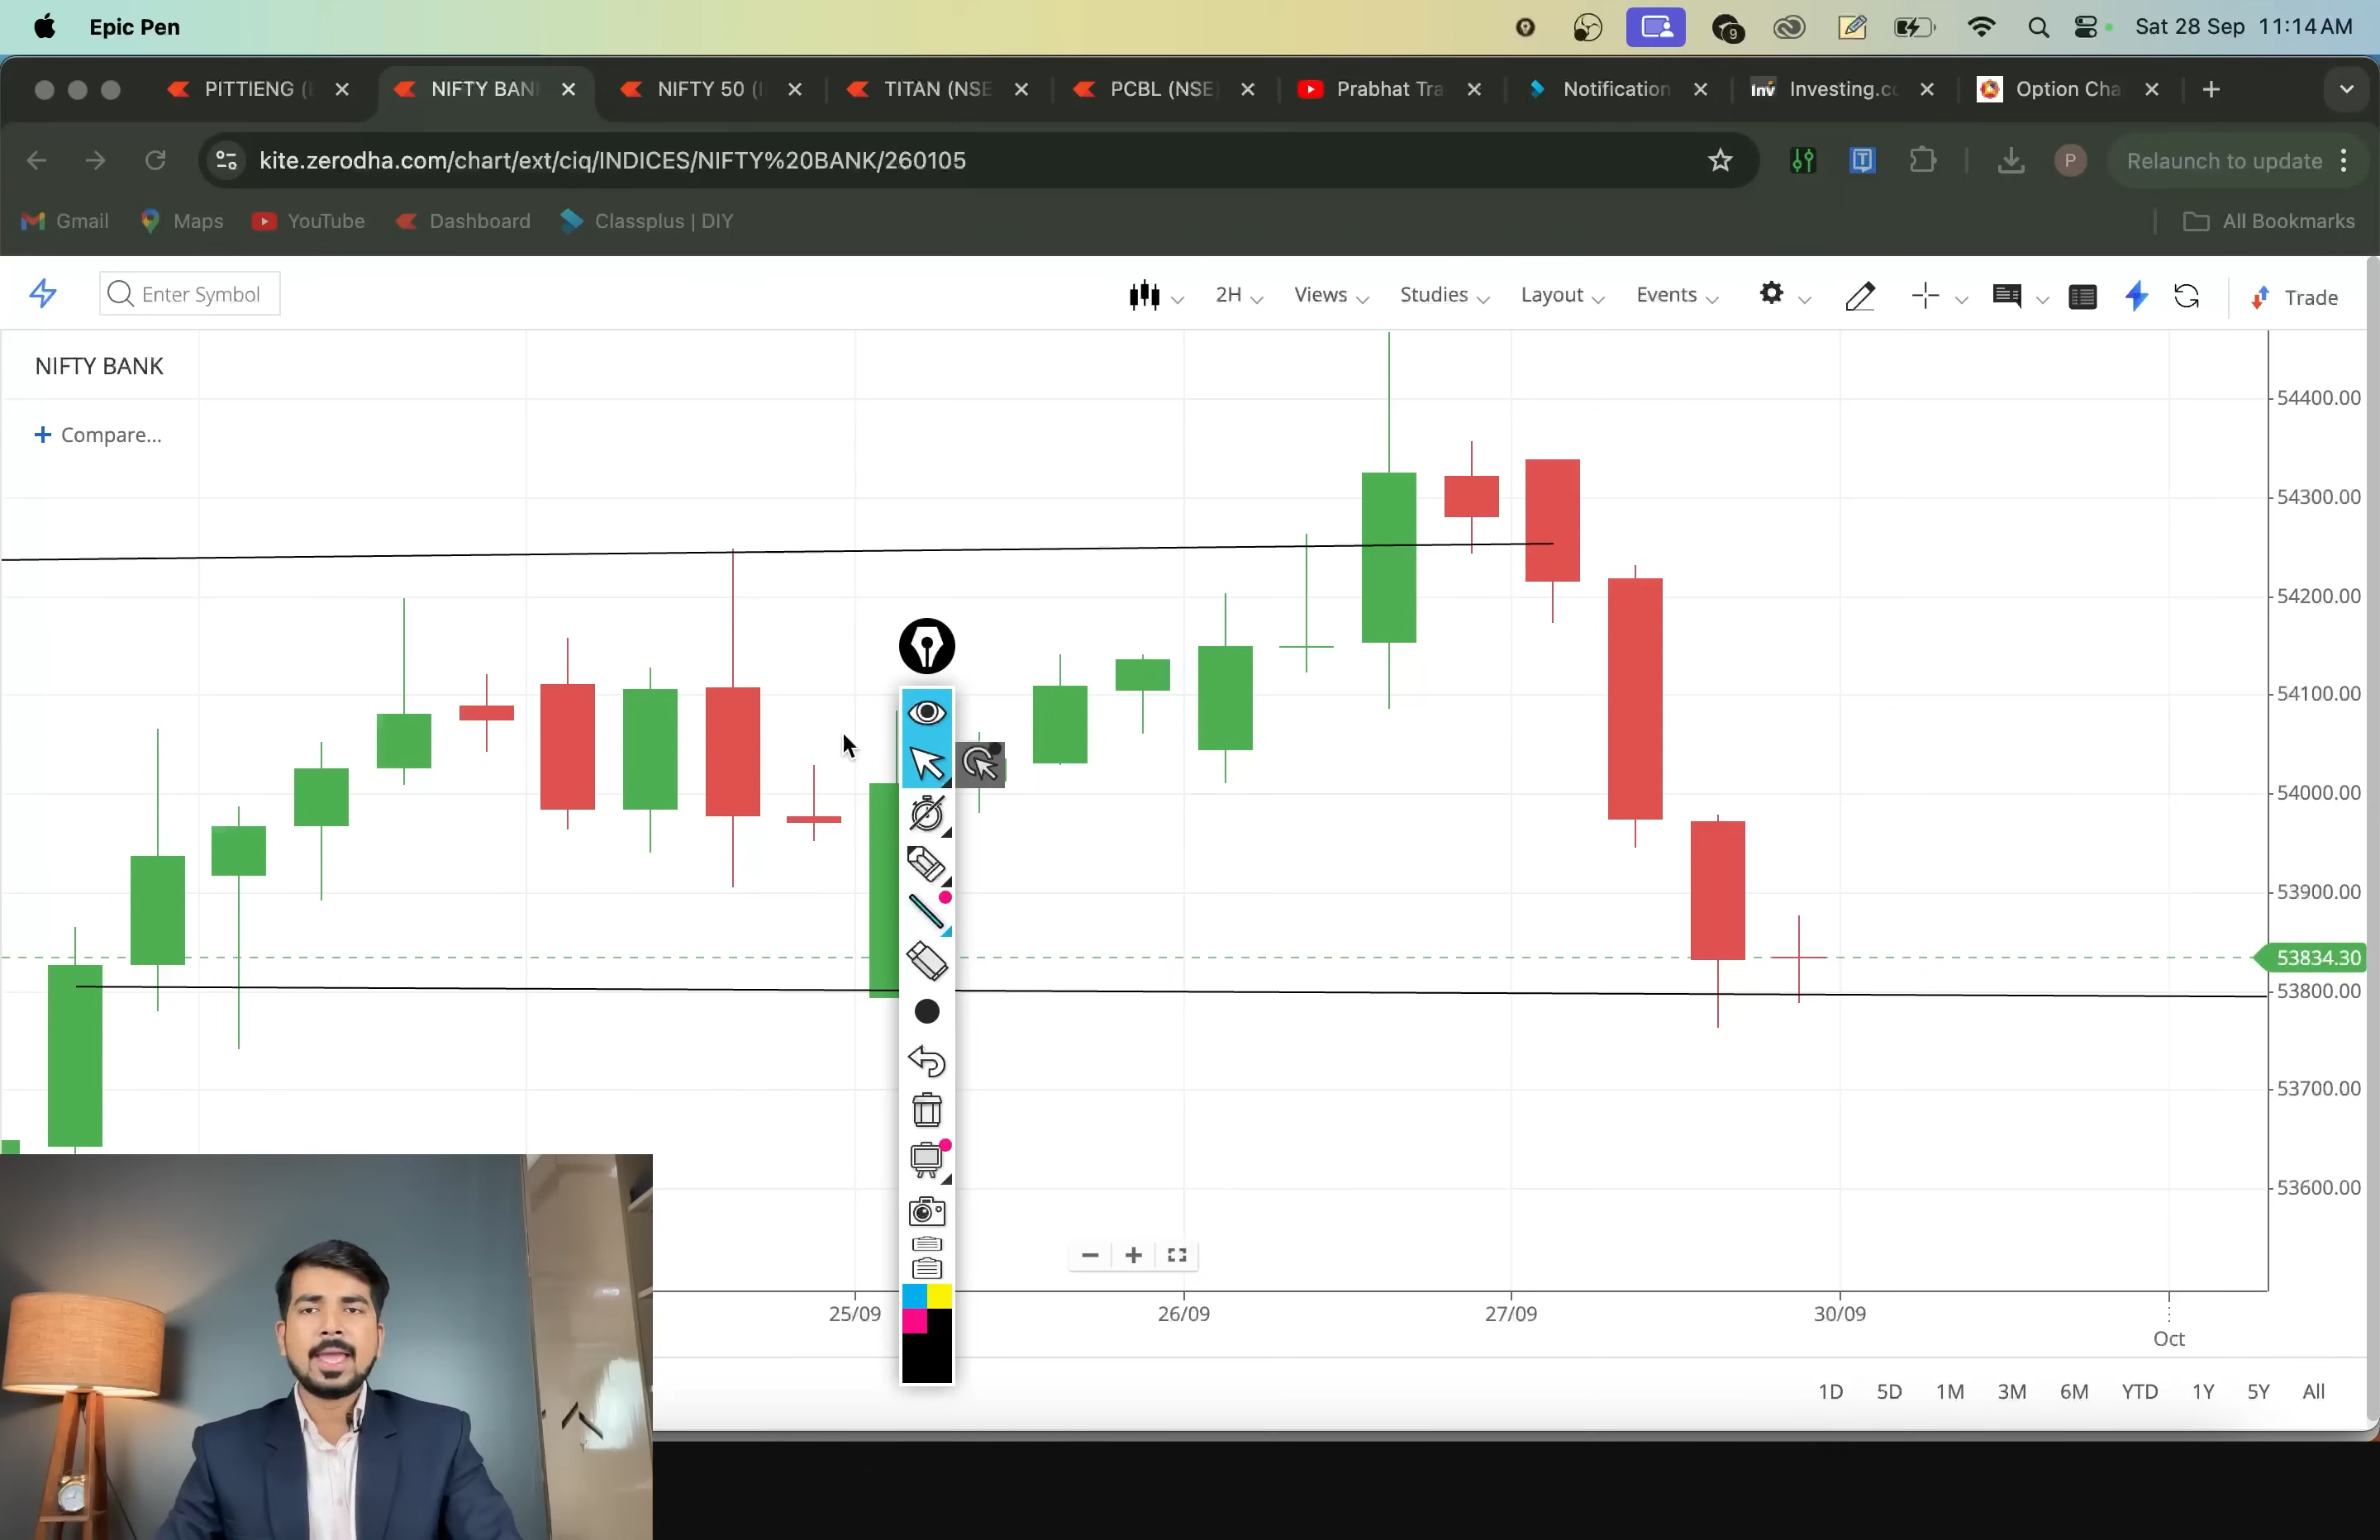 Epic Pen
9
Sat 28 Sep 11:14 AM
PITTIENG (
NIFTY BAN
NIFTY 50 (
TITAN (NSE
PCBL (NSE
Prabhat Tra
Inv Investing.co
Notification
Option Cha
kite.zerodha.com/chart/ext/ciq/INDICES/NIFTY%20BANK/260105
P
Relaunch to update
Gmail
Maps
YouTube
Dashboard
Classplus | DIY
All Bookmarks
Enter Symbol
2H
Views
Studies
Layout
Events
Trade
NIFTY BANK
Compare...
54400.00
54300.00
54200.00
54100.00
54000.00
53900.00
53834.30
53800.00
53700.00
53600.00
25/09
26/09
27/09
30/09
Oct
1D 5D 1M 3M 6M YTD 1Y 5Y All